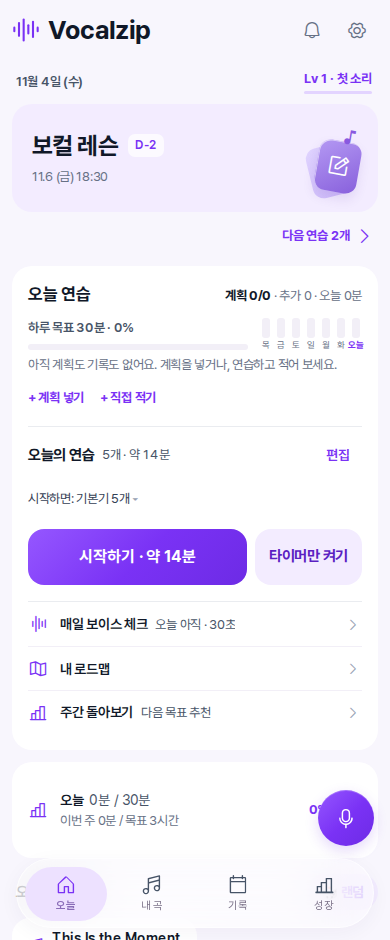 Vocalzip
11월 4일 (수)
Lv 1 · 첫 소리
보컬 레슨 D-2
11.6 (금) 18:30
다음 연습 2개
오늘 연습
계획 0/0 · 추가 0 · 오늘 0분
하루 목표 30분 · 0%
목 금 토 일 월 화 오늘
아직 계획도 기록도 없어요. 계획을 넣거나, 연습하고 적어 보세요.
+ 계획 넣기 + 직접 적기
오늘의 연습 5개 · 약 14분 편집
시작하면: 기본기 5개
시작하기 · 약 14분
타이머만 켜기
매일 보이스 체크 오늘 아직 · 30초
내 로드맵
주간 돌아보기 다음 목표 추천
오늘 0분 / 30분
이번 주 0분 / 목표 3시간
랜덤
오늘 내 곡 기록 성장
This Is the Moment